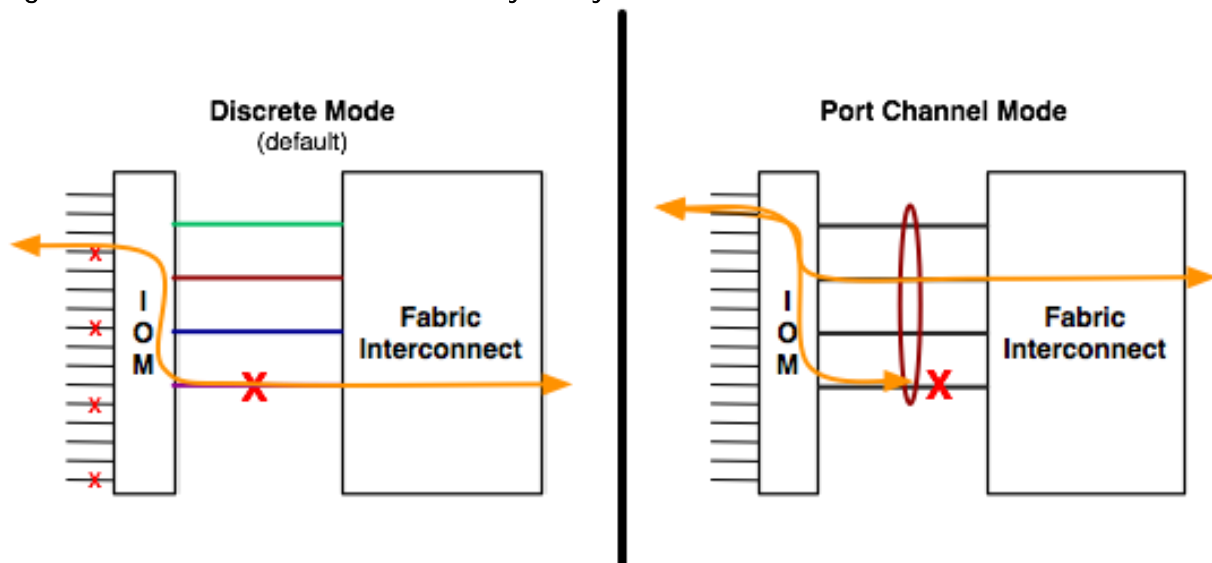 Discrete Mode
(default)
Port Channel Mode
I
O
M
Fabric
Interconnect
X
X
X
X
X
I
O
M
Fabric
Interconnect
X